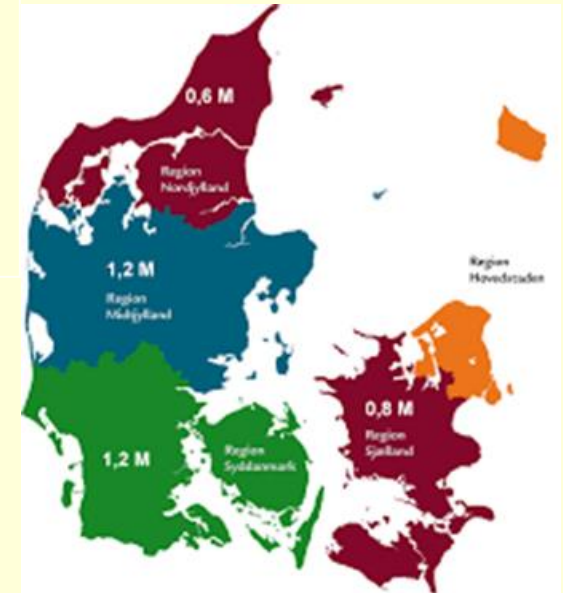 0,6 M
Region
Nordjylland
1,2 M
Region
Midtjylland
Region
Hovedstaden
0,8 M
Region
Sjælland
1,2 M
Region
Syddanmark